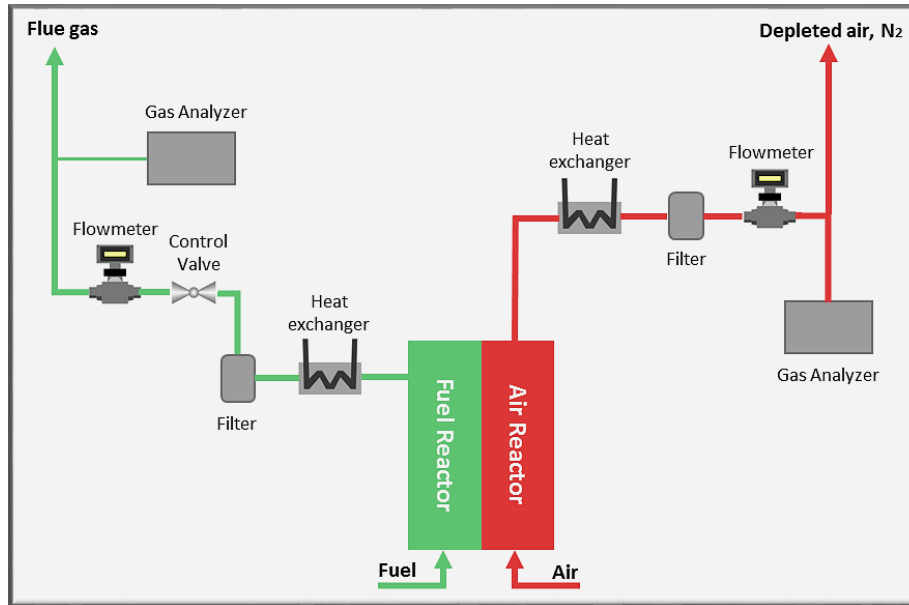 Flue gas
Depleted air, N₂
Gas Analyzer
Heat
exchanger
Flowmeter
Flowmeter
Control
Valve
Filter
Heat
exchanger
Gas Analyzer
Filter
Fuel Reactor
Air Reactor
Fuel
Air